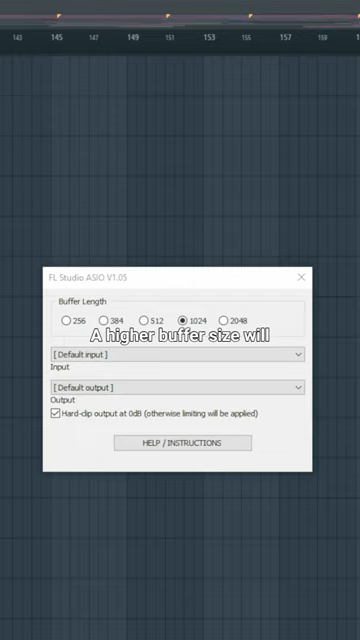 143 145 147 149 151 153 155 157 159
FL Studio ASIO V1.05
Buffer Length
256 384 512 1024 2048
A higher buffer size will
[ Default input ]
Input
[ Default output ]
Output
Hard-clip output at 0dB (otherwise limiting will be applied)
HELP / INSTRUCTIONS